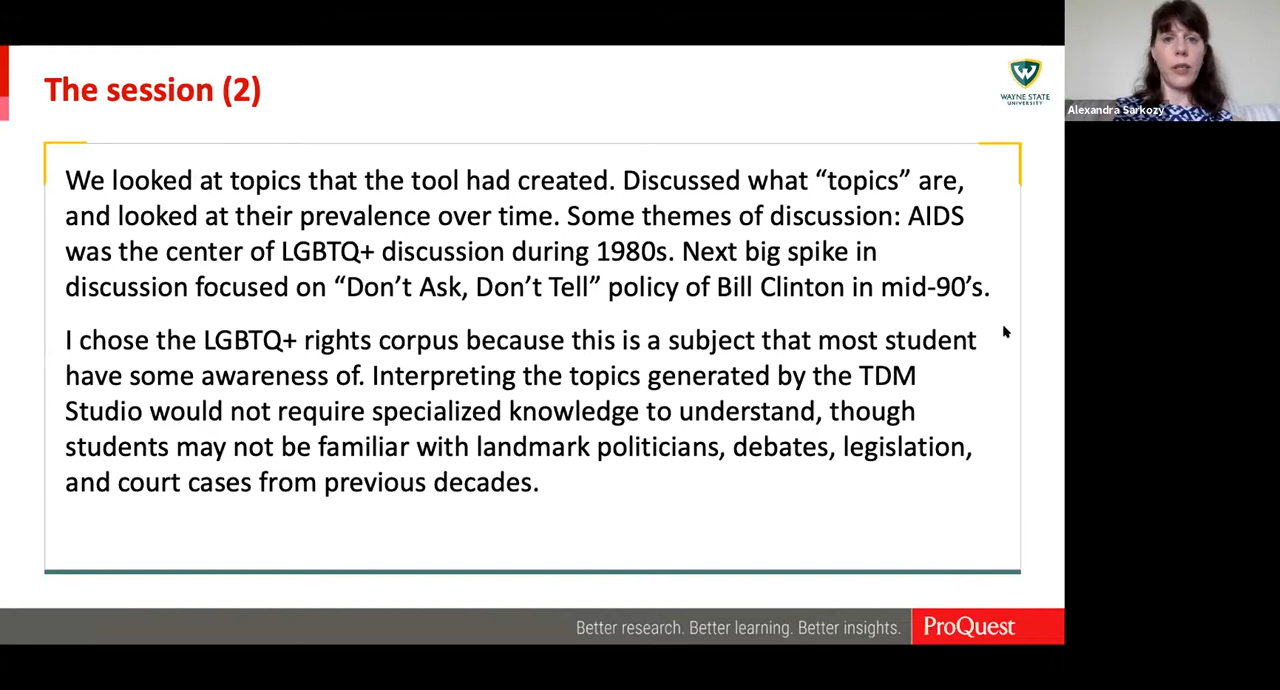 The session (2)
WAYNE STATE
UNIVERSITY
Alexandra Sarkozy
We looked at topics that the tool had created. Discussed what “topics” are,
and looked at their prevalence over time. Some themes of discussion: AIDS
was the center of LGBTQ+ discussion during 1980s. Next big spike in
discussion focused on “Don’t Ask, Don’t Tell” policy of Bill Clinton in mid-90’s.
I chose the LGBTQ+ rights corpus because this is a subject that most student
have some awareness of. Interpreting the topics generated by the TDM
Studio would not require specialized knowledge to understand, though
students may not be familiar with landmark politicians, debates, legislation,
and court cases from previous decades.
Better research. Better learning. Better insights.
ProQuest